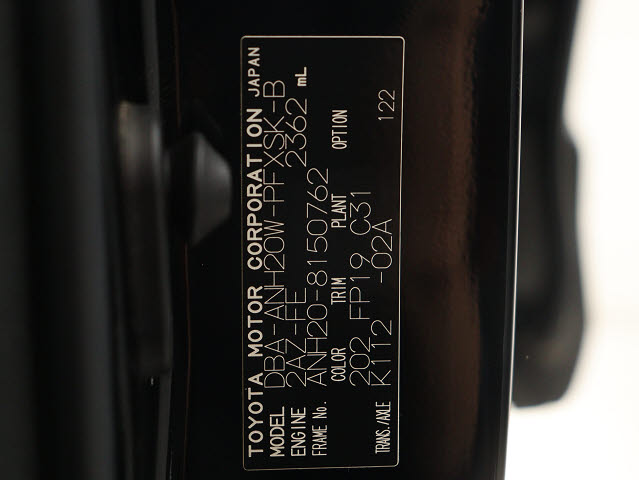 TOYOTA MOTOR CORPORATION JAPAN
MODEL DBA-ANH20W-PFXSK-B
ENGINE 2AZ-FE 2362 mL
FRAME No. ANH20-8150762
COLOR TRIM PLANT OPTION
202 FP19 C31
TRANS./AXLE K112 -02A 122